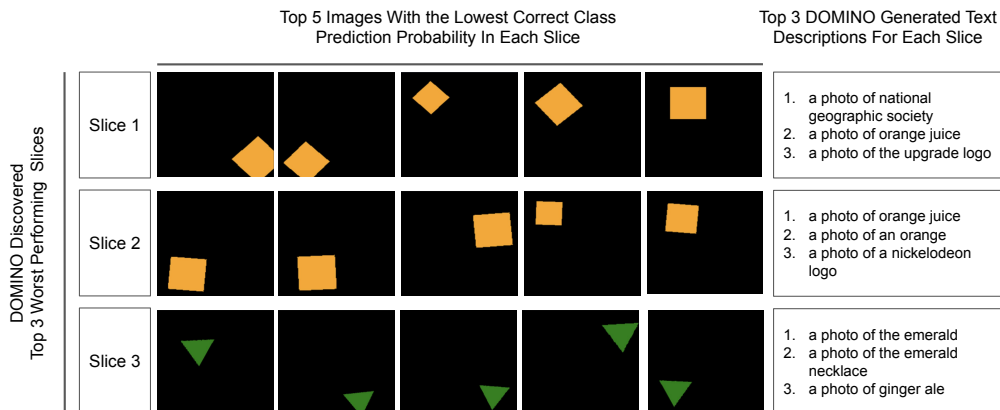 Top 5 Images With the Lowest Correct Class
Prediction Probability In Each Slice
Top 3 DOMINO Generated Text
Descriptions For Each Slice
DOMINO Discovered
Top 3 Worst Performing Slices
Slice 1
1. a photo of national
geographic society
2. a photo of orange juice
3. a photo of the upgrade logo
Slice 2
1. a photo of orange juice
2. a photo of an orange
3. a photo of a nickelodeon
logo
Slice 3
1. a photo of the emerald
2. a photo of the emerald
necklace
3. a photo of ginger ale